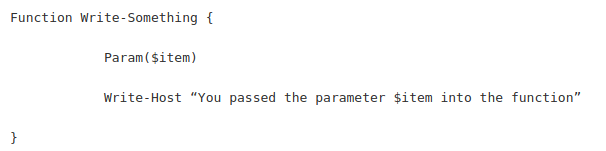 Function Write-Something {
Param($item)
Write-Host “You passed the parameter $item into the function”
}